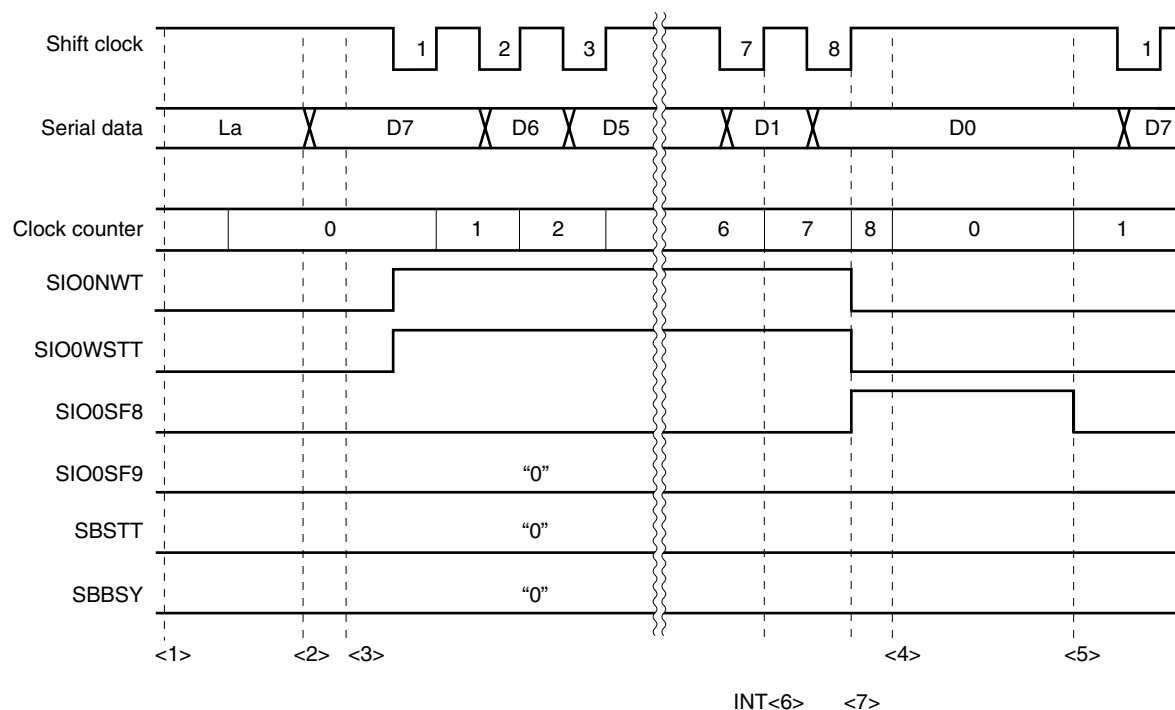 Shift clock 1 2 3 7 8 1
Serial data La D7 D6 D5 D1 D0 D7
Clock counter 0 1 2 6 7 8 0 1
SIO0NWT
SIO0WSTT
SIO0SF8
SIO0SF9 “0”
SBSTT “0”
SBBSY “0”
<1> <2> <3> <4> <5>
INT<6> <7>